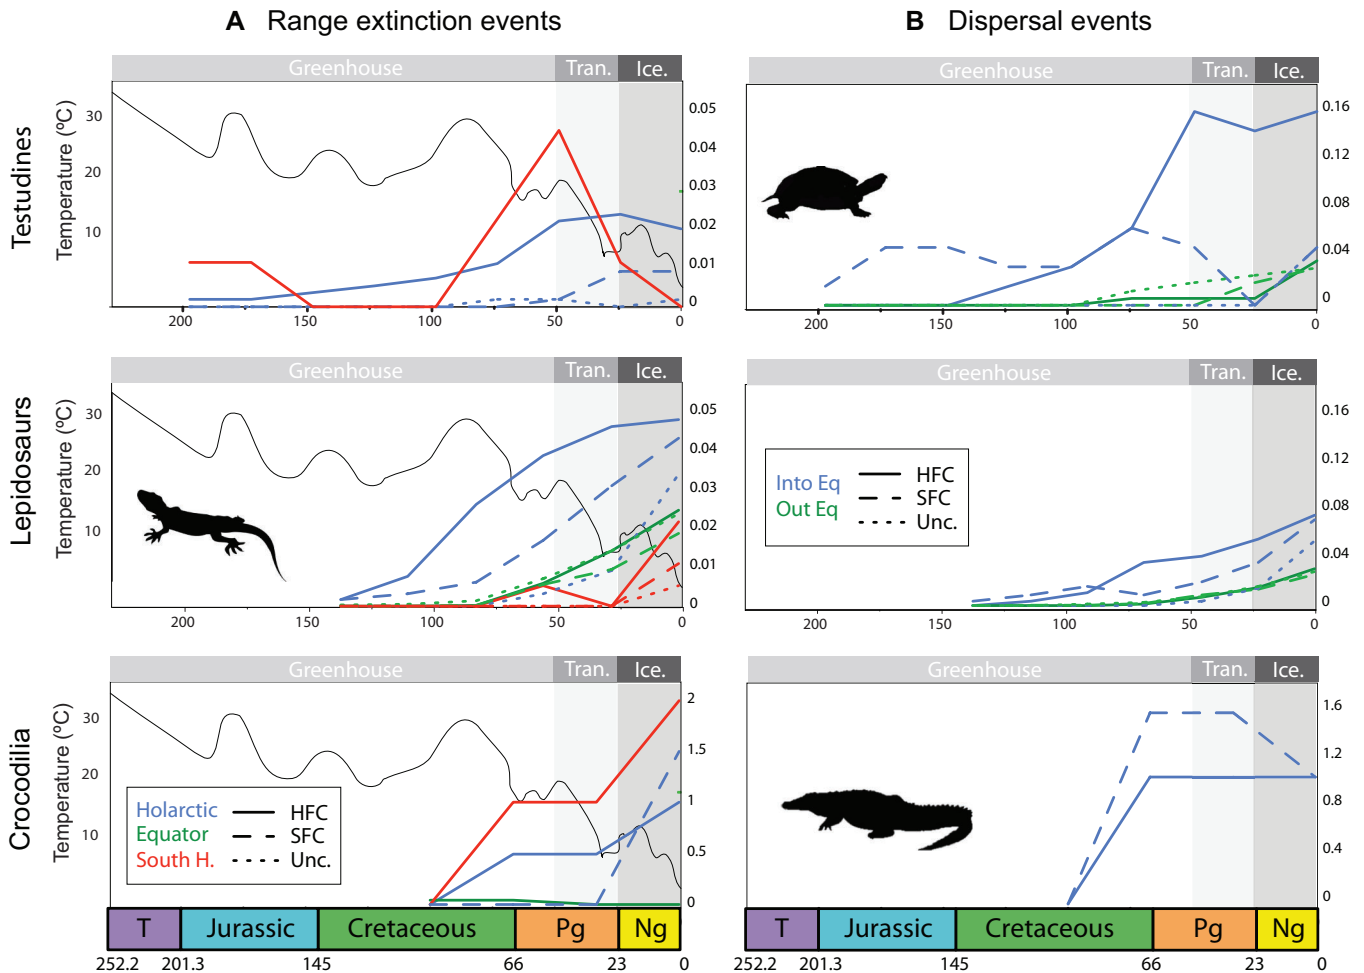 A Range extinction events
B Dispersal events
Testudines
Greenhouse Tran. Ice.
Temperature (ºC)
30
20
10
0.05
0.04
0.03
0.02
0.01
0
200 150 100 50 0
Greenhouse Tran. Ice.
0.16
0.12
0.08
0.04
0
200 150 100 50 0
Lepidosaurs
Greenhouse Tran. Ice.
Temperature (ºC)
30
20
10
0.05
0.04
0.03
0.02
0.01
0
200 150 100 50 0
Greenhouse Tran. Ice.
Into Eq HFC
Out Eq SFC
Unc.
0.16
0.12
0.08
0.04
0
200 150 100 50 0
Crocodilia
Greenhouse Tran. Ice.
Temperature (ºC)
30
20
10
Holarctic HFC
Equator SFC
South H. Unc.
2
1.5
1
0.5
0
T Jurassic Cretaceous Pg Ng
252.2 201.3 145 66 23 0
Greenhouse Tran. Ice.
1.6
1.2
0.8
1.4
0
T Jurassic Cretaceous Pg Ng
252.2 201.3 145 66 23 0